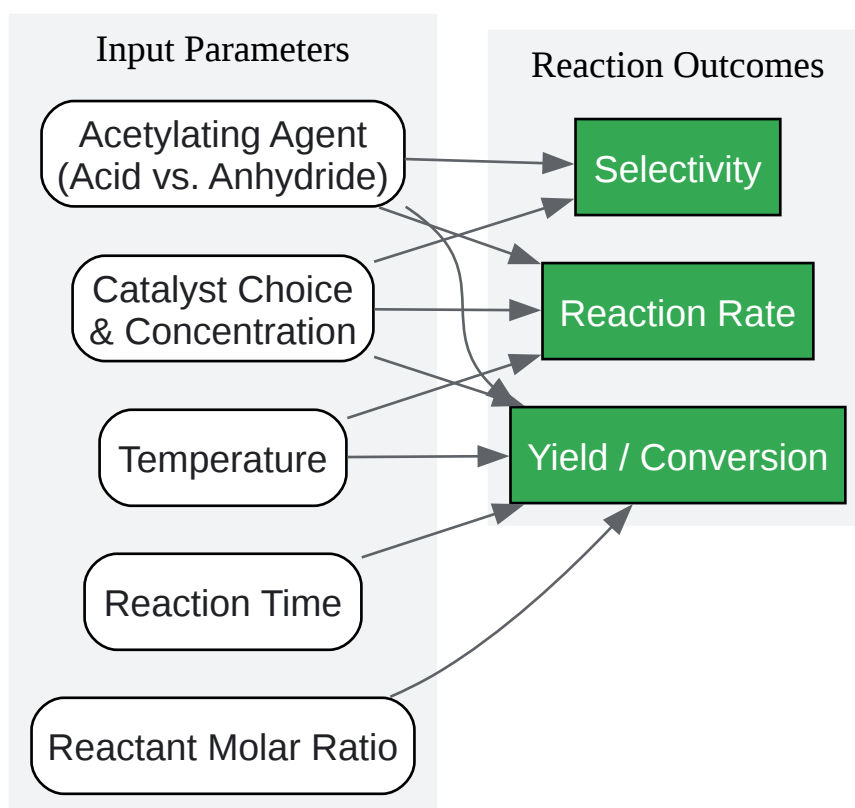 Input Parameters
Acetylating Agent
(Acid vs. Anhydride)
Catalyst Choice
& Concentration
Temperature
Reaction Time
Reactant Molar Ratio
Reaction Outcomes
Selectivity
Reaction Rate
Yield / Conversion